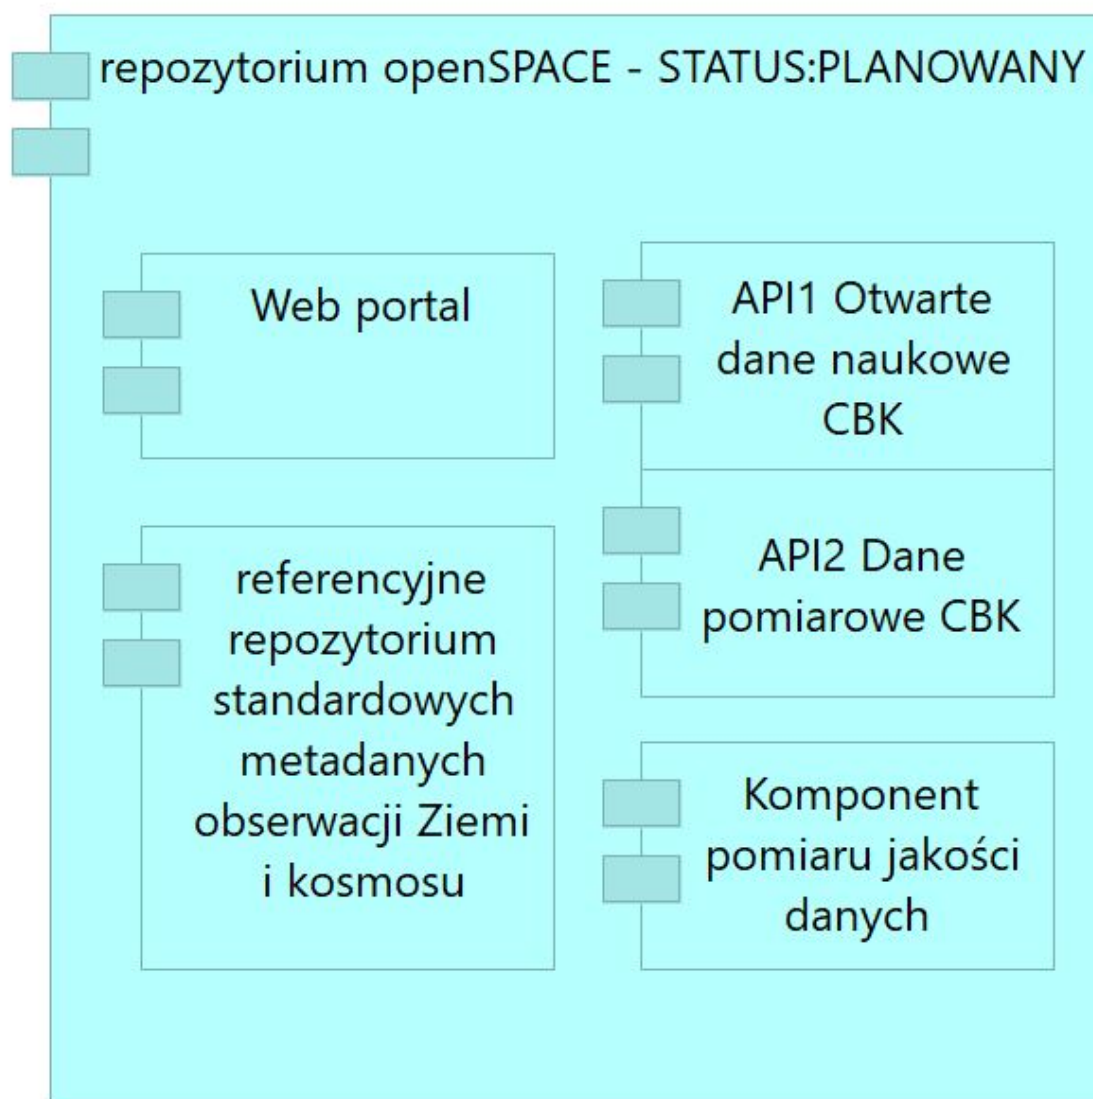 repozytorium openSPACE - STATUS:PLANOWANY
Web portal
API1 Otwarte
dane naukowe
CBK
referencyjne
repozytorium
standardowych
metadanych
obserwacji Ziemi
i kosmosu
API2 Dane
pomiarowe CBK
Komponent
pomiaru jakości
danych